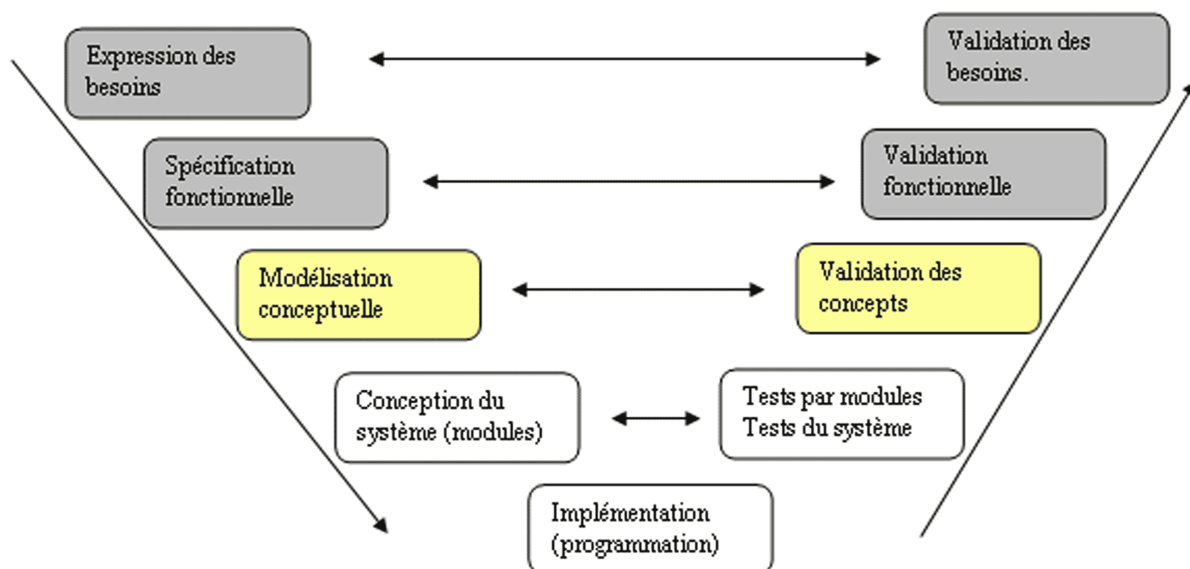 Expression des
besoins
Validation des
besoins.
Spécification
fonctionnelle
Validation
fonctionnelle
Modélisation
conceptuelle
Validation des
concepts
Conception du
système (modules)
Tests par modules
Tests du système
Implémentation
(programmation)